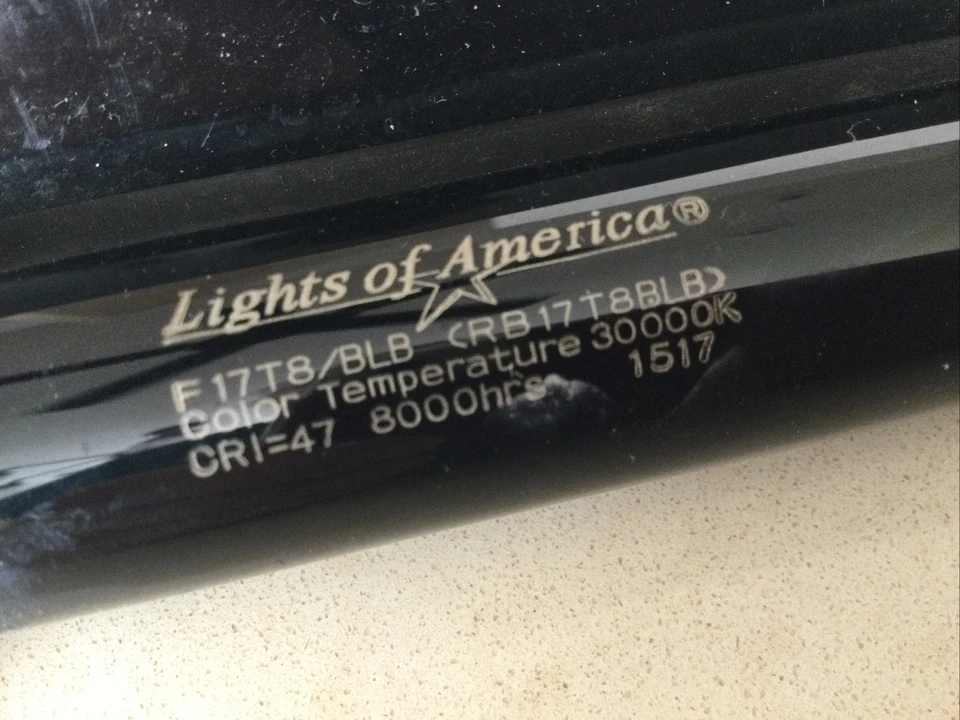 Lights of America®
F17T8/BLB (RB17T8BLB)
Color Temperature 30000K
CRI=47 8000hrs 1517